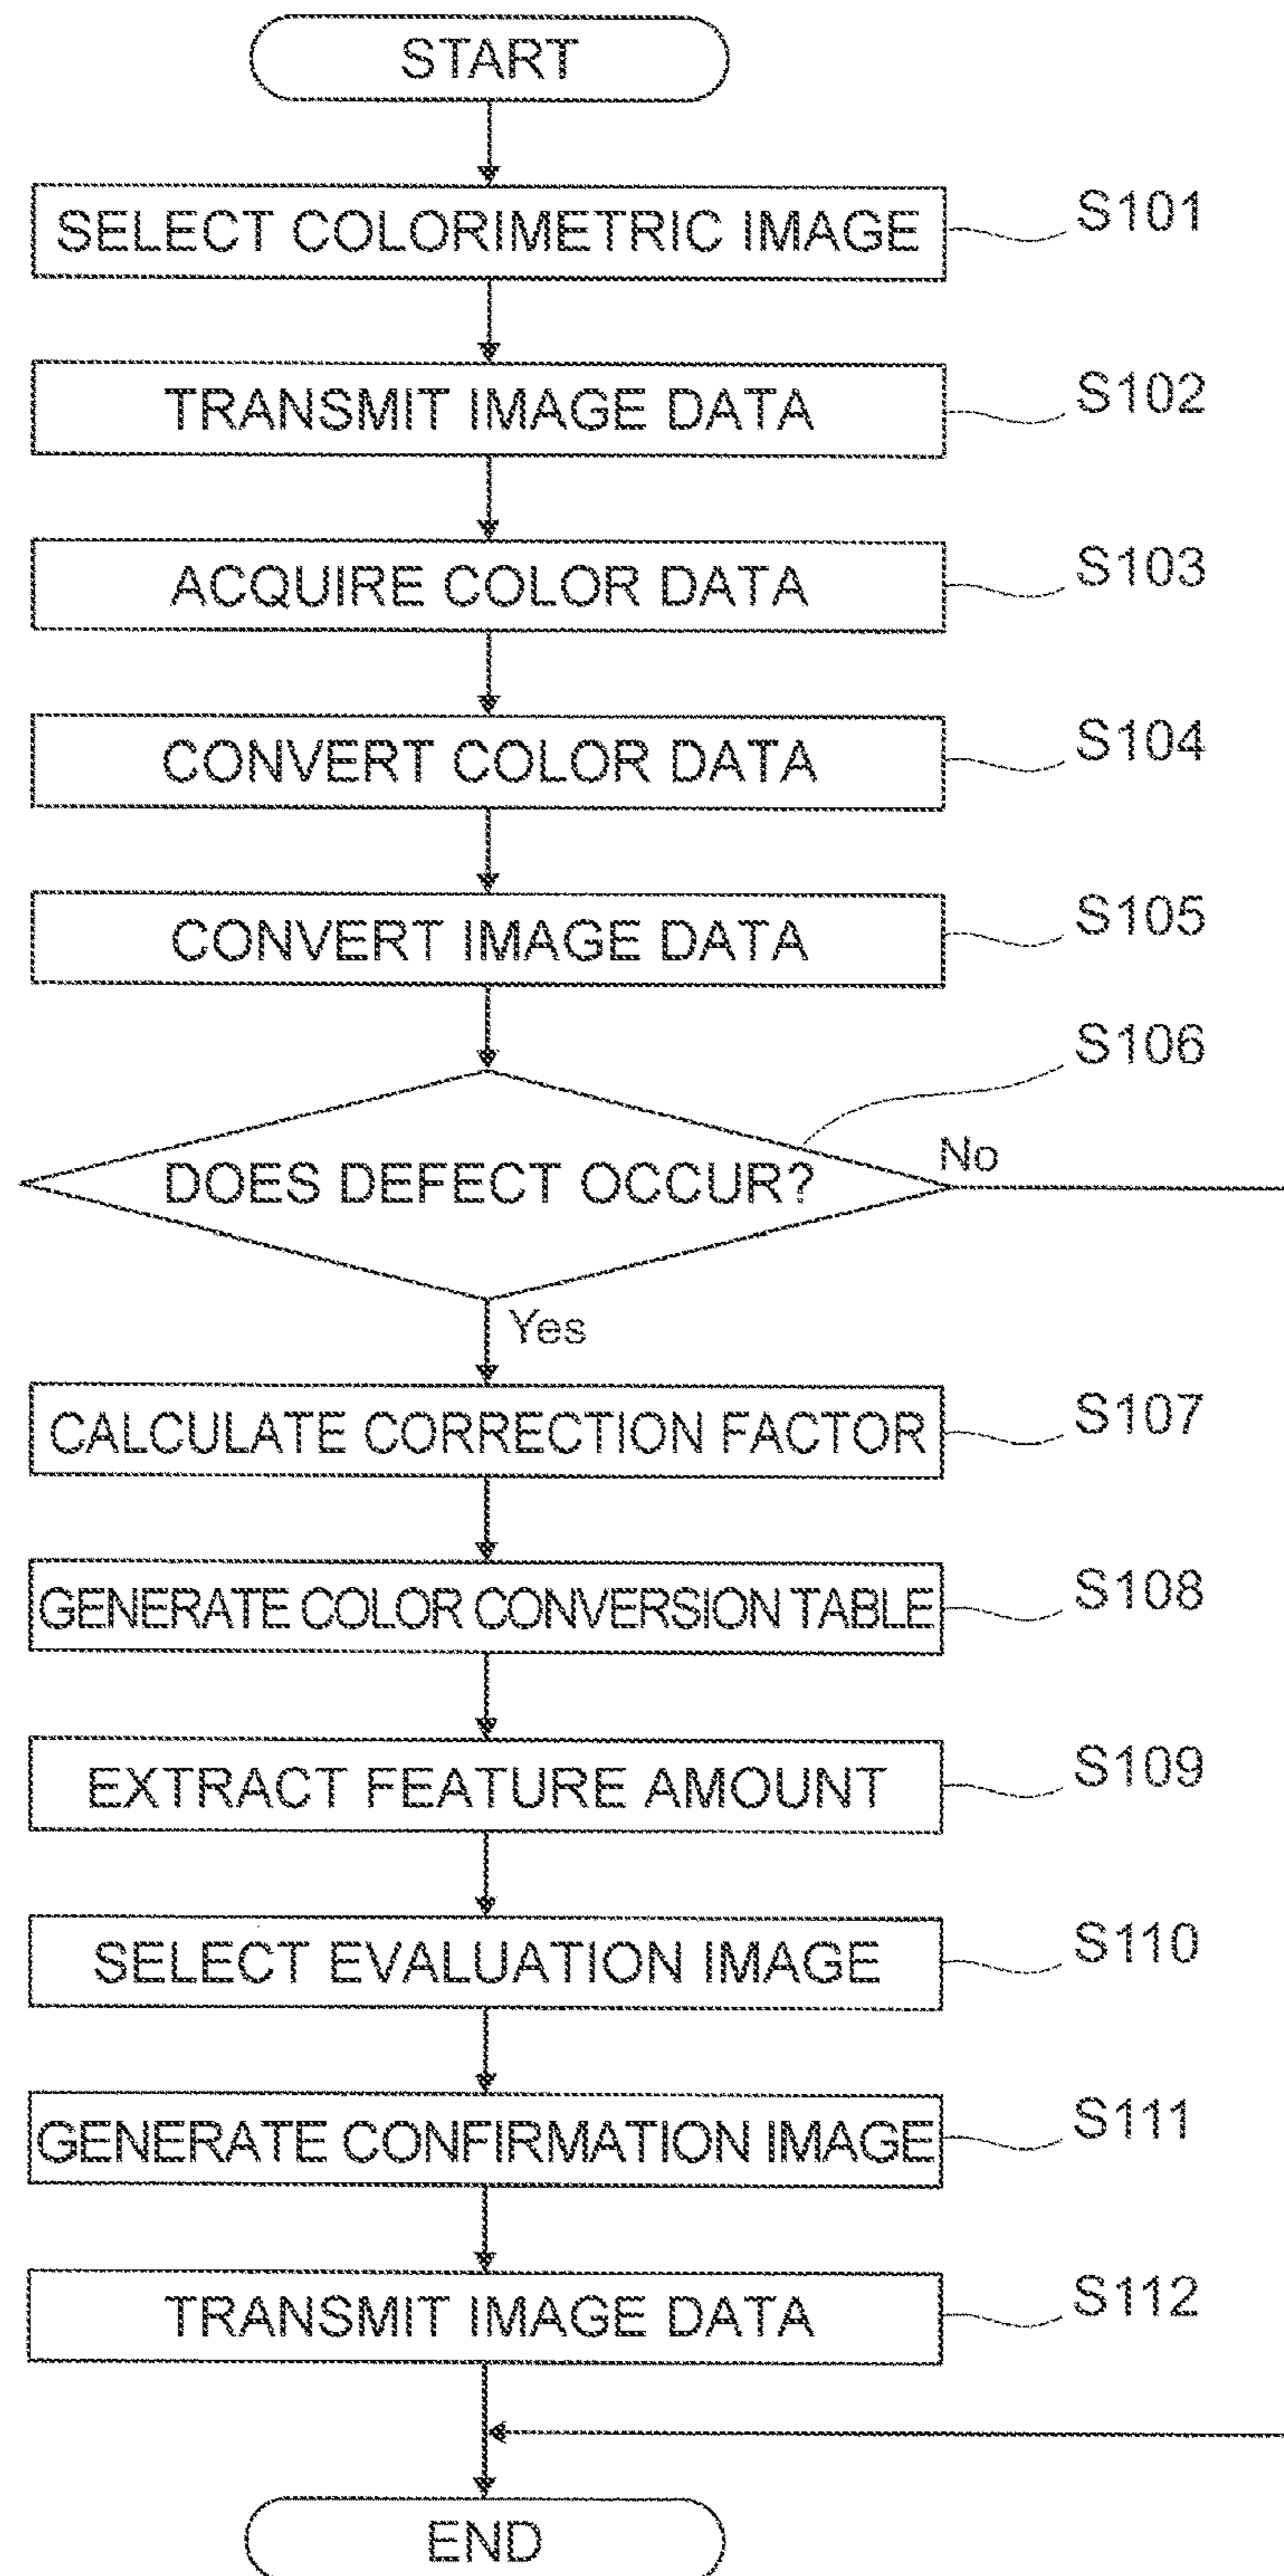 START
SELECT COLORIMETRIC IMAGE
S101
TRANSMIT IMAGE DATA
S102
ACQUIRE COLOR DATA
S103
CONVERT COLOR DATA
S104
CONVERT IMAGE DATA
S105
S106
DOES DEFECT OCCUR?
No
Yes
CALCULATE CORRECTION FACTOR
S107
GENERATE COLOR CONVERSION TABLE
S108
EXTRACT FEATURE AMOUNT
S109
SELECT EVALUATION IMAGE
S110
GENERATE CONFIRMATION IMAGE
S111
TRANSMIT IMAGE DATA
S112
END